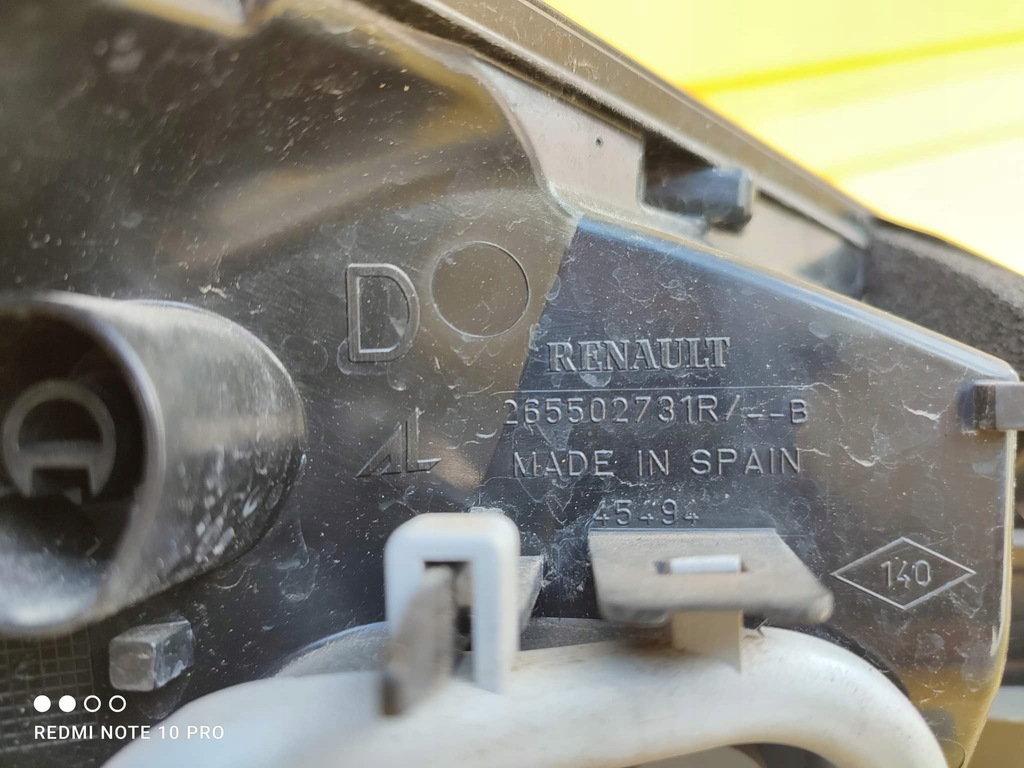 D
RENAULT
265502731R/--B
AL
MADE IN SPAIN
45494
140
REDMI NOTE 10 PRO